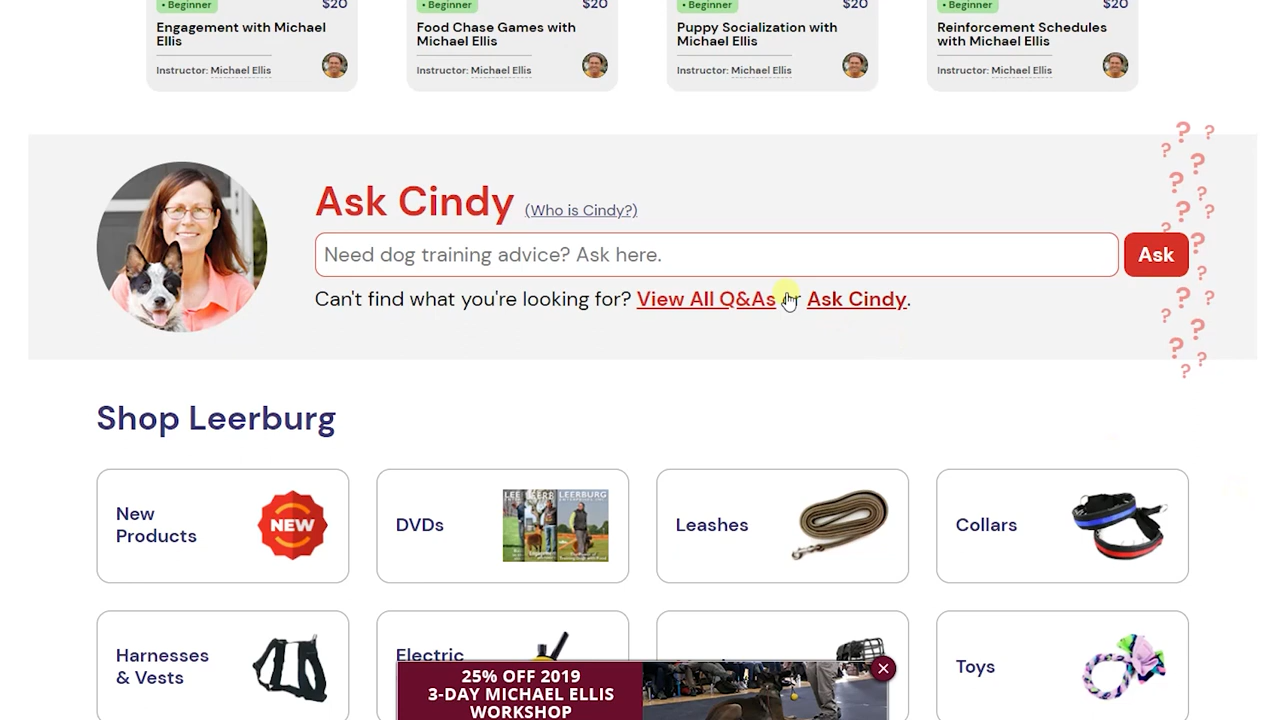 • Beginner $20 • Beginner $20 • Beginner $20 • Beginner $20
Engagement with Michael
Ellis
Food Chase Games with
Michael Ellis
Puppy Socialization with
Michael Ellis
Reinforcement Schedules
with Michael Ellis
Instructor: Michael Ellis
Instructor: Michael Ellis
Instructor: Michael Ellis
Instructor: Michael Ellis
Ask Cindy (Who is Cindy?)
Need dog training advice? Ask here. Ask
Can't find what you're looking for? View All Q&As Ask Cindy.
Shop Leerburg
New
Products
NEW
DVDs
LEERBURG
Leashes
Collars
Harnesses
& Vests
Electric
Toys
25% OFF 2019
3-DAY MICHAEL ELLIS
WORKSHOP